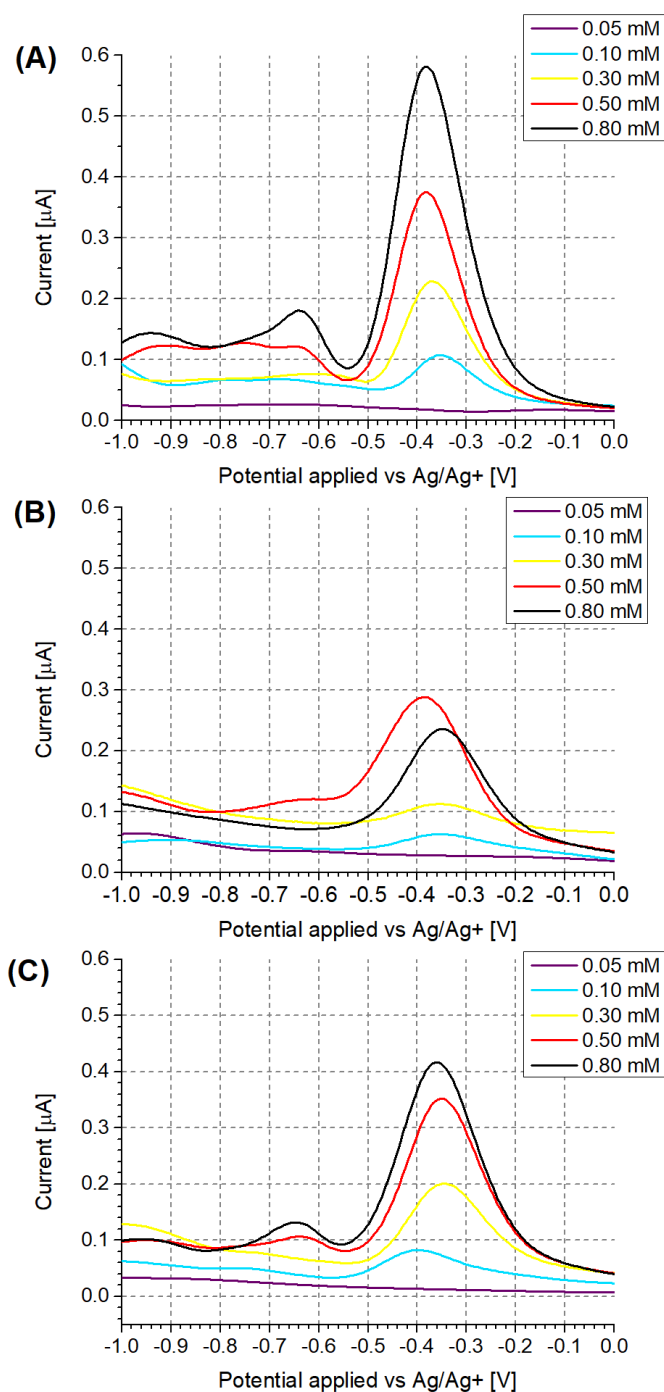 (A)
0.05 mM
0.10 mM
0.30 mM
0.50 mM
0.80 mM
Current [μA]
0.6
0.5
0.4
0.3
0.2
0.1
0.0
-1.0 -0.9 -0.8 -0.7 -0.6 -0.5 -0.4 -0.3 -0.2 -0.1 0.0
Potential applied vs Ag/Ag+ [V]
(B)
0.05 mM
0.10 mM
0.30 mM
0.50 mM
0.80 mM
Current [μA]
0.6
0.5
0.4
0.3
0.2
0.1
0.0
-1.0 -0.9 -0.8 -0.7 -0.6 -0.5 -0.4 -0.3 -0.2 -0.1 0.0
Potential applied vs Ag/Ag+ [V]
(C)
0.05 mM
0.10 mM
0.30 mM
0.50 mM
0.80 mM
Current [μA]
0.6
0.5
0.4
0.3
0.2
0.1
0.0
-1.0 -0.9 -0.8 -0.7 -0.6 -0.5 -0.4 -0.3 -0.2 -0.1 0.0
Potential applied vs Ag/Ag+ [V]